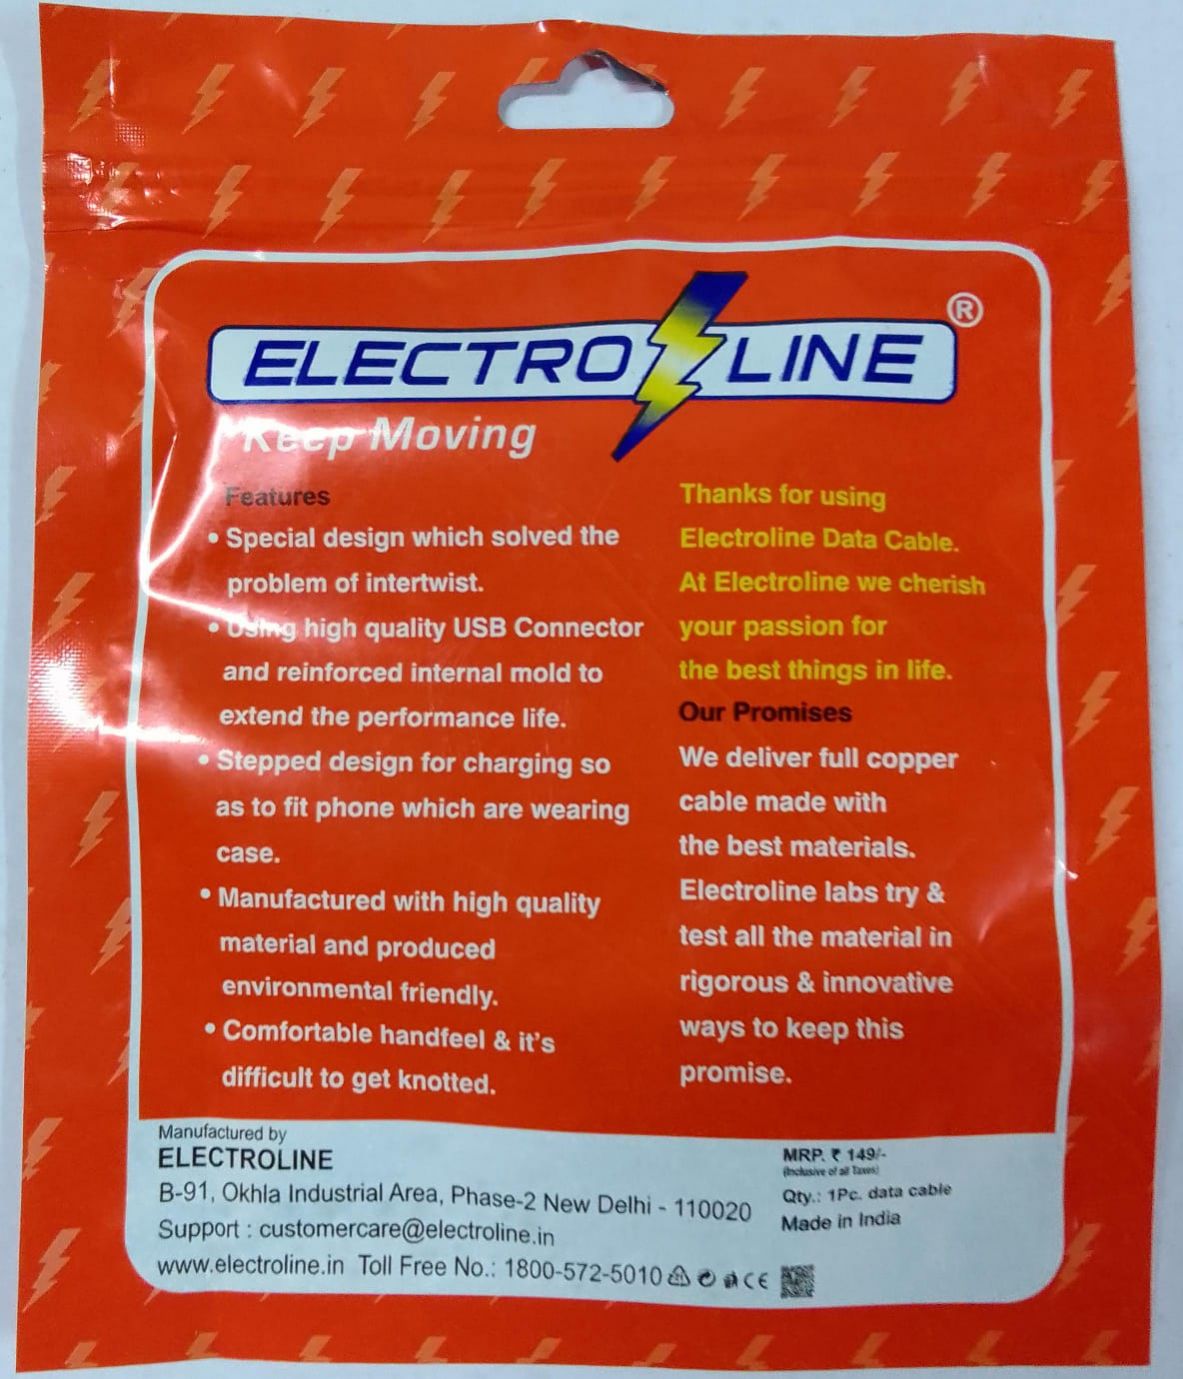 ELECTRO LINE ®
Keep Moving
Features
• Special design which solved the
problem of intertwist.
• Using high quality USB Connector
and reinforced internal mold to
extend the performance life.
• Stepped design for charging so
as to fit phone which are wearing
case.
• Manufactured with high quality
material and produced
environmental friendly.
• Comfortable handfeel & it's
difficult to get knotted.
Thanks for using
Electroline Data Cable.
At Electroline we cherish
your passion for
the best things in life.
Our Promises
We deliver full copper
cable made with
the best materials.
Electroline labs try &
test all the material in
rigorous & innovative
ways to keep this
promise.
Manufactured by
ELECTROLINE
B-91, Okhla Industrial Area, Phase-2 New Delhi - 110020
Support : customercare@electroline.in
www.electroline.in Toll Free No.: 1800-572-5010 CE
MRP. ₹ 149/-
(Inclusive of all Taxes)
Qty.: 1Pc. data cable
Made in India